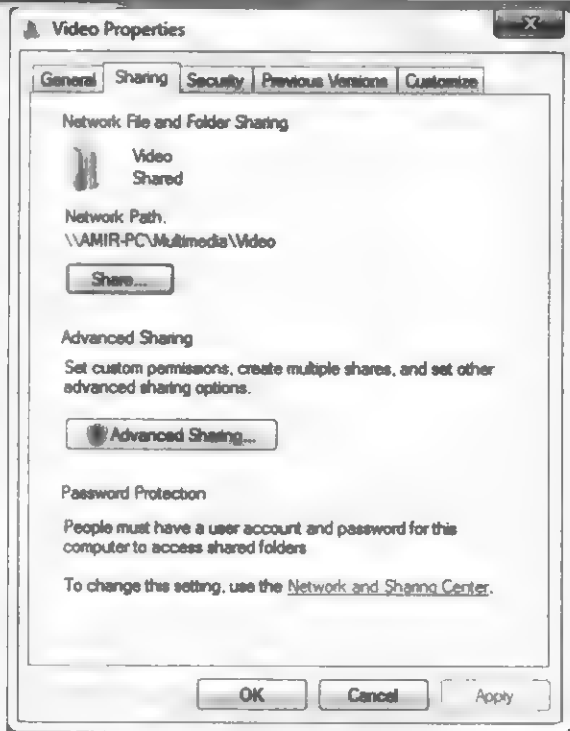 Video Properties
General Sharing Security Previous Versions Customize
Network File and Folder Sharing
Video
Shared
Network Path:
\\AMIR-PC\Multimedia\Video
Share...
Advanced Sharing
Set custom permissions, create multiple shares, and set other
advanced sharing options.
Advanced Sharing...
Password Protection
People must have a user account and password for this
computer to access shared folders
To change this setting, use the Network and Sharing Center.
OK Cancel Apply